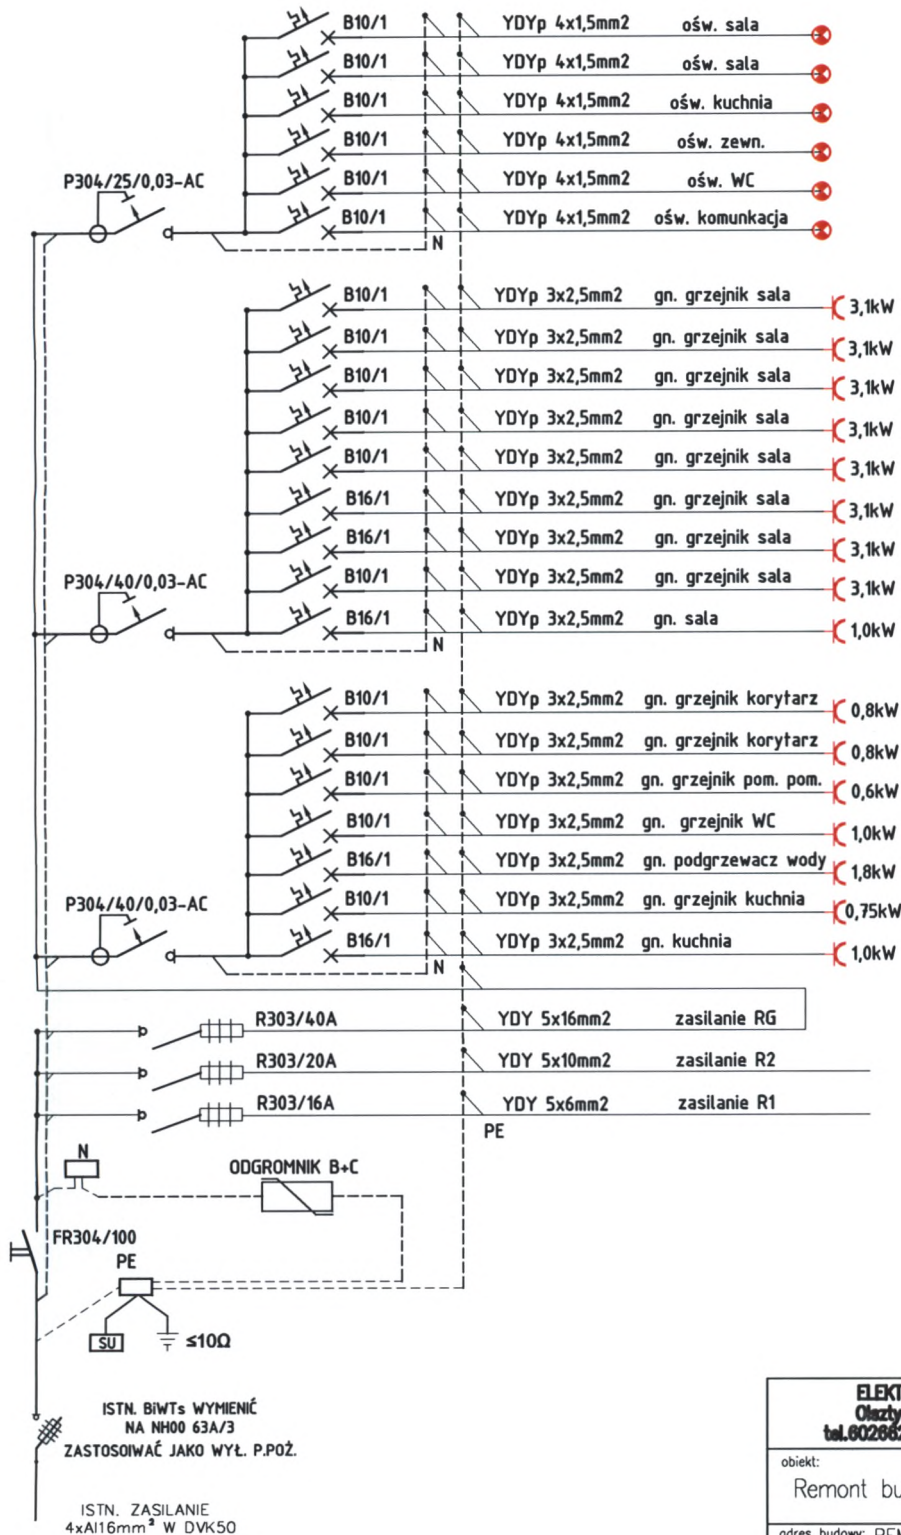 B10/1 YDYp 4x1,5mm2 ośw. sala
B10/1 YDYp 4x1,5mm2 ośw. sala
B10/1 YDYp 4x1,5mm2 ośw. kuchnia
B10/1 YDYp 4x1,5mm2 ośw. zewn.
P304/25/0,03-AC
B10/1 YDYp 4x1,5mm2 ośw. WC
B10/1 YDYp 4x1,5mm2 ośw. komunkacja
N
B10/1 YDYp 3x2,5mm2 gn. grzejnik sala 3,1kW
B10/1 YDYp 3x2,5mm2 gn. grzejnik sala 3,1kW
B10/1 YDYp 3x2,5mm2 gn. grzejnik sala 3,1kW
B10/1 YDYp 3x2,5mm2 gn. grzejnik sala 3,1kW
B10/1 YDYp 3x2,5mm2 gn. grzejnik sala 3,1kW
B16/1 YDYp 3x2,5mm2 gn. grzejnik sala 3,1kW
B16/1 YDYp 3x2,5mm2 gn. grzejnik sala 3,1kW
P304/40/0,03-AC
B10/1 YDYp 3x2,5mm2 gn. grzejnik sala 3,1kW
B16/1 YDYp 3x2,5mm2 gn. sala 1,0kW
N
B10/1 YDYp 3x2,5mm2 gn. grzejnik korytarz 0,8kW
B10/1 YDYp 3x2,5mm2 gn. grzejnik korytarz 0,8kW
B10/1 YDYp 3x2,5mm2 gn. grzejnik pom. pom. 0,6kW
B10/1 YDYp 3x2,5mm2 gn. grzejnik WC 1,0kW
B16/1 YDYp 3x2,5mm2 gn. podgrzewacz wody 1,8kW
P304/40/0,03-AC
B10/1 YDYp 3x2,5mm2 gn. grzejnik kuchnia 0,75kW
B16/1 YDYp 3x2,5mm2 gn. kuchnia 1,0kW
N
R303/40A YDY 5x16mm2 zasilanie RG
R303/20A YDY 5x10mm2 zasilanie R2
R303/16A YDY 5x6mm2 zasilanie R1
PE
N
ODGROMNIK B+C
FR304/100
PE
SU
≤10Ω
ISTN. BiWTs WYMIENIĆ
NA NH00 63A/3
ZASTOSOIWAĆ JAKO WYŁ. P.POŻ.
ISTN. ZASILANIE
4xAl16mm² W DVK50
ELEKT
Olszty
tel.602662
obiekt:
Remont bu
adres budowy: